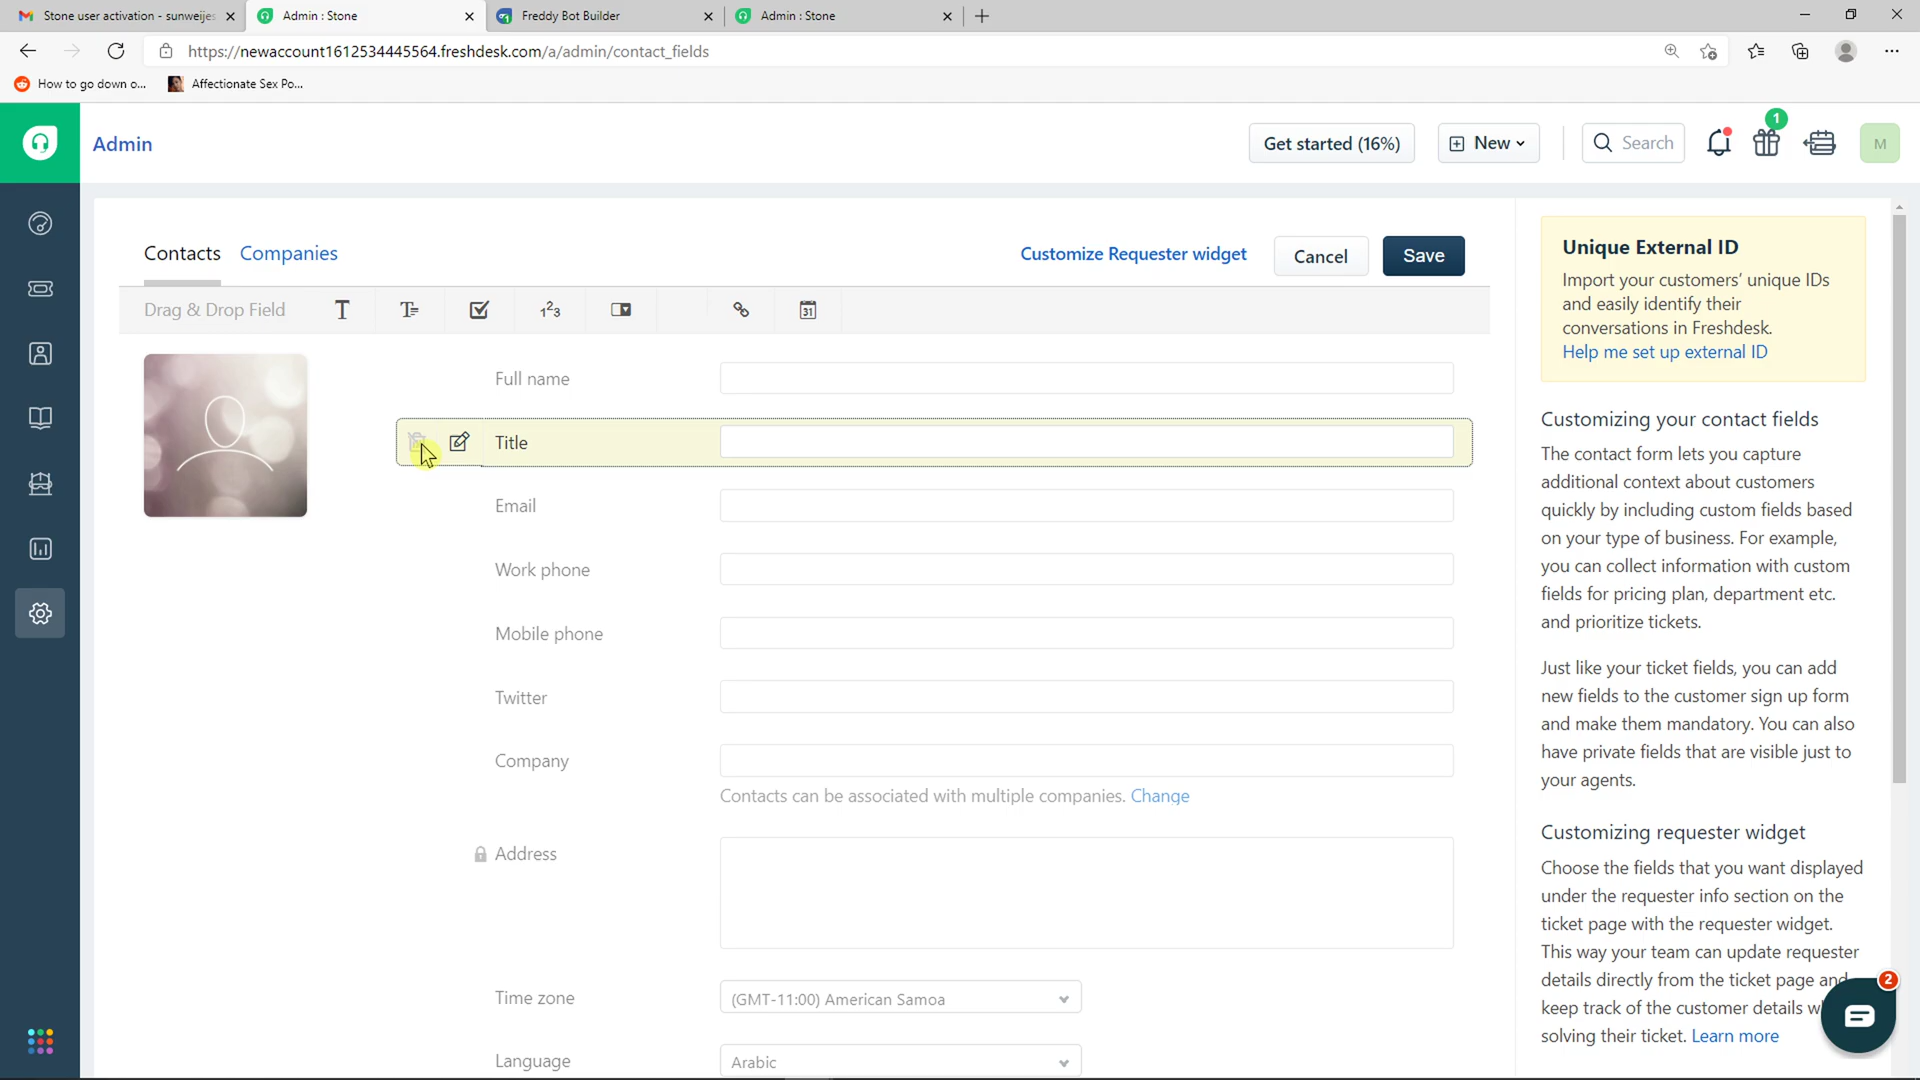 Stone user activation - sunweijes
Admin : Stone
Freddy Bot Builder
Admin : Stone
https://newaccount1612534445564.freshdesk.com/a/admin/contact_fields
How to go down o...
Affectionate Sex Po...
Admin
Get started (16%)
New
Search
1
M
Contacts
Companies
Customize Requester widget
Cancel
Save
Drag & Drop Field
T
T
1²3
31
Full name
Title
Email
Work phone
Mobile phone
Twitter
Company
Contacts can be associated with multiple companies. Change
Address
Time zone
(GMT-11:00) American Samoa
Language
Arabic
Unique External ID
Import your customers' unique IDs
and easily identify their
conversations in Freshdesk.
Help me set up external ID
Customizing your contact fields
The contact form lets you capture
additional context about customers
quickly by including custom fields based
on your type of business. For example,
you can collect information with custom
fields for pricing plan, department etc.
and prioritize tickets.
Just like your ticket fields, you can add
new fields to the customer sign up form
and make them mandatory. You can also
have private fields that are visible just to
your agents.
Customizing requester widget
Choose the fields that you want displayed
under the requester info section on the
ticket page with the requester widget.
This way your team can update requester
details directly from the ticket page and
keep track of the customer details w
solving their ticket. Learn more
2